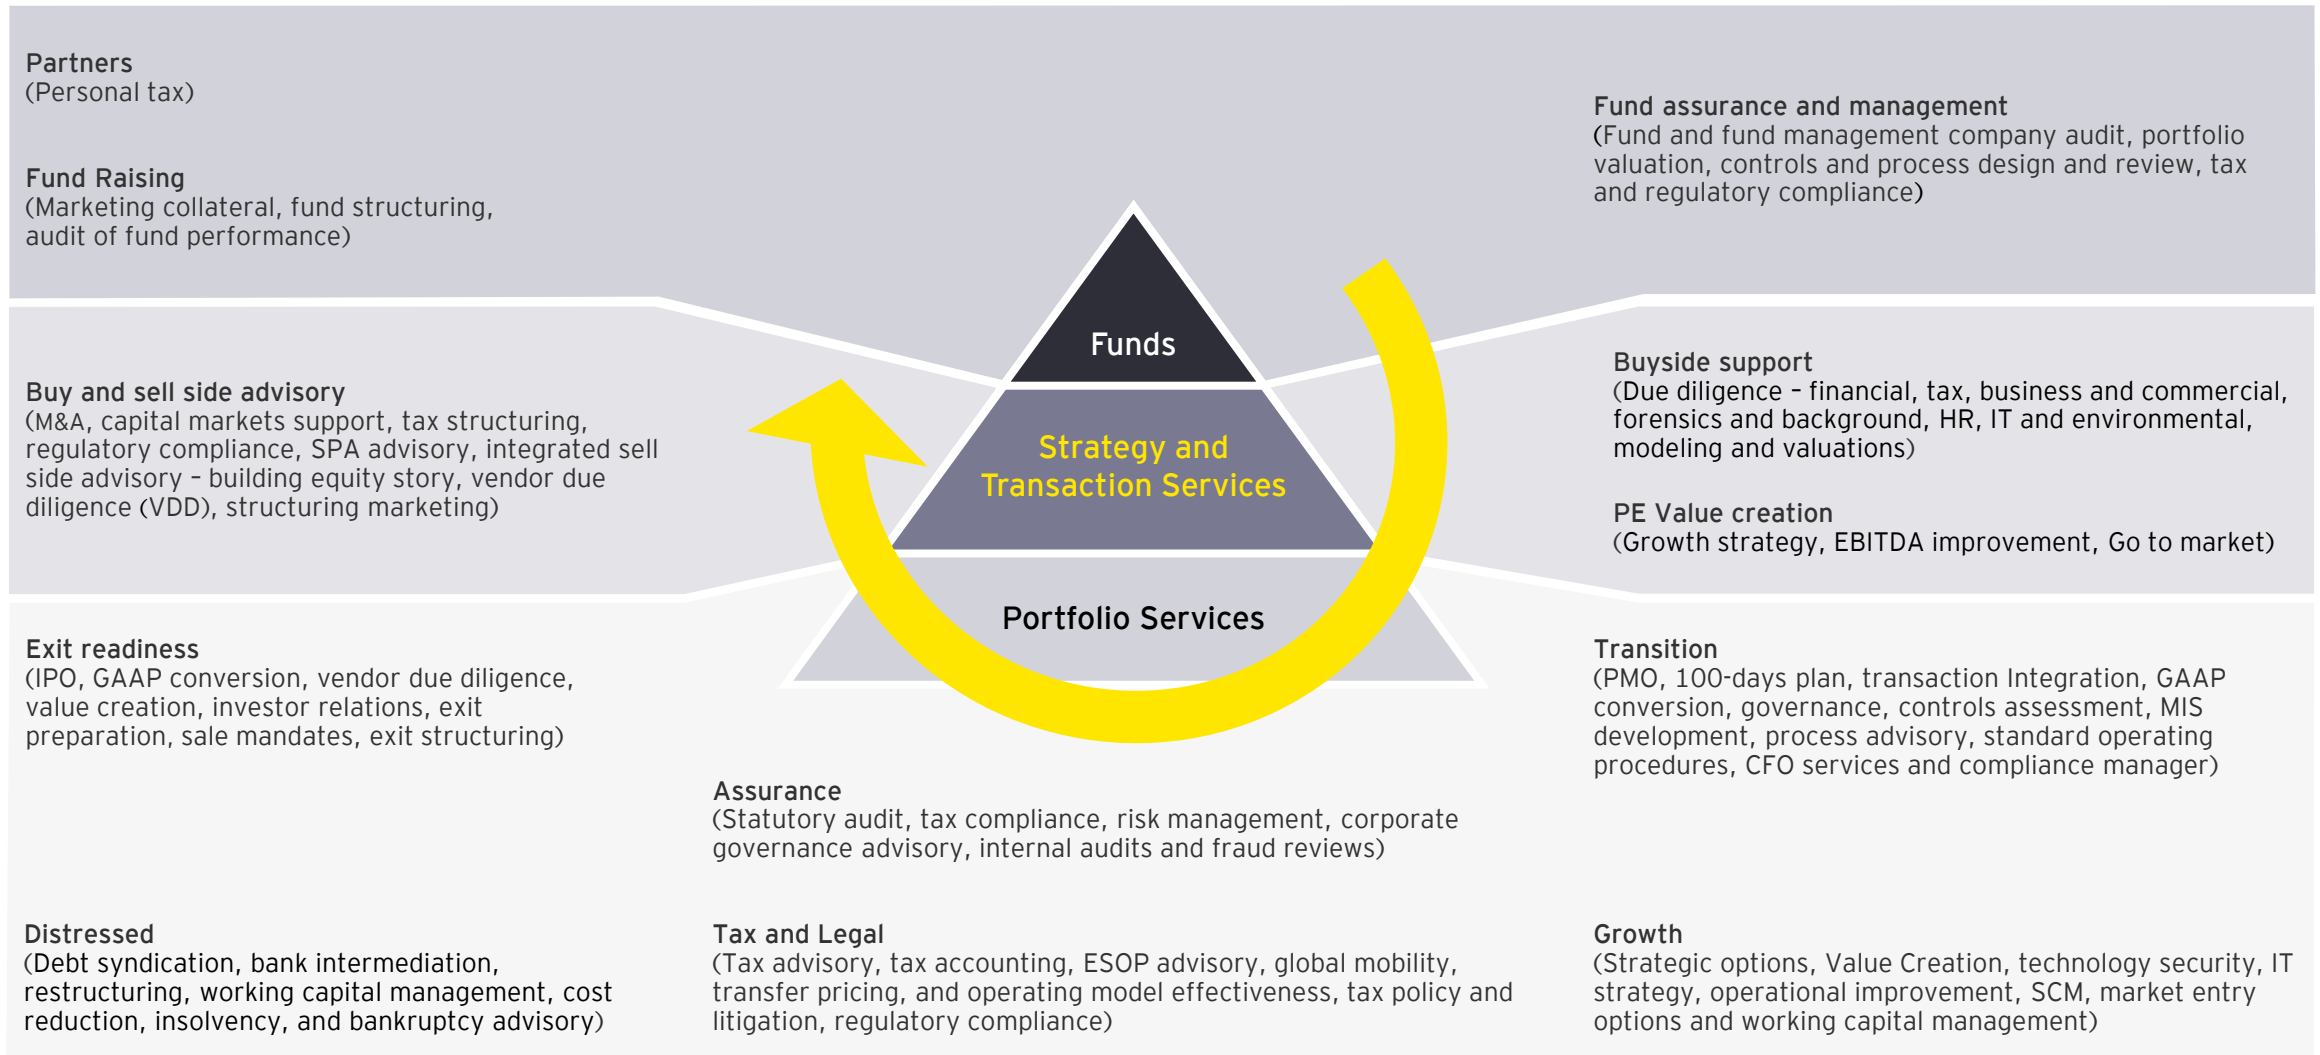 Partners
(Personal tax)
Fund Raising
(Marketing collateral, fund structuring,
audit of fund performance)
Fund assurance and management
(Fund and fund management company audit, portfolio
valuation, controls and process design and review, tax
and regulatory compliance)
Funds
Buy and sell side advisory
(M&A, capital markets support, tax structuring,
regulatory compliance, SPA advisory, integrated sell
side advisory – building equity story, vendor due
diligence (VDD), structuring marketing)
Strategy and
Transaction Services
Buyside support
(Due diligence – financial, tax, business and commercial,
forensics and background, HR, IT and environmental,
modeling and valuations)
PE Value creation
(Growth strategy, EBITDA improvement, Go to market)
Portfolio Services
Exit readiness
(IPO, GAAP conversion, vendor due diligence,
value creation, investor relations, exit
preparation, sale mandates, exit structuring)
Transition
(PMO, 100-days plan, transaction Integration, GAAP
conversion, governance, controls assessment, MIS
development, process advisory, standard operating
procedures, CFO services and compliance manager)
Assurance
(Statutory audit, tax compliance, risk management, corporate
governance advisory, internal audits and fraud reviews)
Distressed
(Debt syndication, bank intermediation,
restructuring, working capital management, cost
reduction, insolvency, and bankruptcy advisory)
Tax and Legal
(Tax advisory, tax accounting, ESOP advisory, global mobility,
transfer pricing, and operating model effectiveness, tax policy and
litigation, regulatory compliance)
Growth
(Strategic options, Value Creation, technology security, IT
strategy, operational improvement, SCM, market entry
options and working capital management)